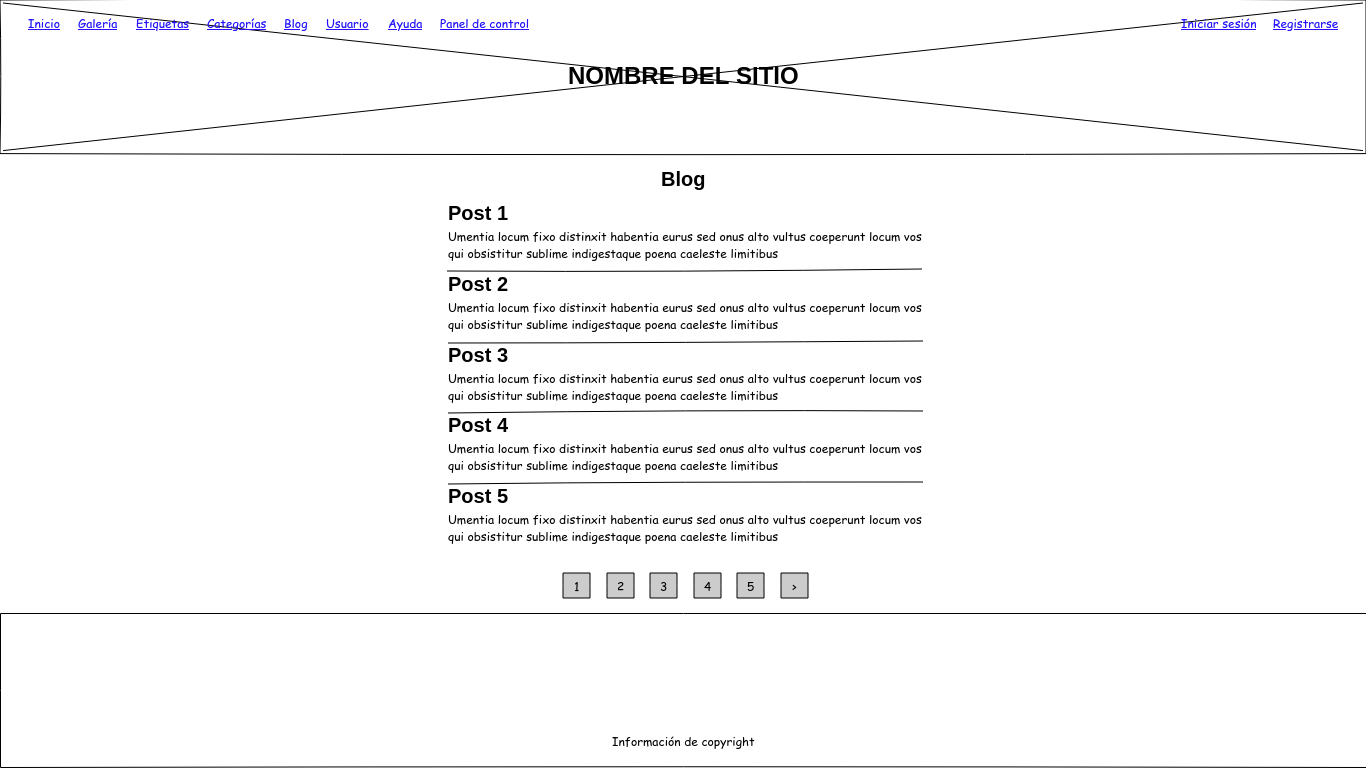 Inicio Galería Etiquetas Categorías Blog Usuario Ayuda Panel de control Iniciar sesión Registrarse
NOMBRE DEL SITIO
Blog
Post 1
Umentia locum fixo distinxit habentia eurus sed onus alto vultus coeperunt locum vos
qui obsistitur sublime indigestaque poena caeleste limitibus
Post 2
Umentia locum fixo distinxit habentia eurus sed onus alto vultus coeperunt locum vos
qui obsistitur sublime indigestaque poena caeleste limitibus
Post 3
Umentia locum fixo distinxit habentia eurus sed onus alto vultus coeperunt locum vos
qui obsistitur sublime indigestaque poena caeleste limitibus
Post 4
Umentia locum fixo distinxit habentia eurus sed onus alto vultus coeperunt locum vos
qui obsistitur sublime indigestaque poena caeleste limitibus
Post 5
Umentia locum fixo distinxit habentia eurus sed onus alto vultus coeperunt locum vos
qui obsistitur sublime indigestaque poena caeleste limitibus
1 2 3 4 5 >
Información de copyright